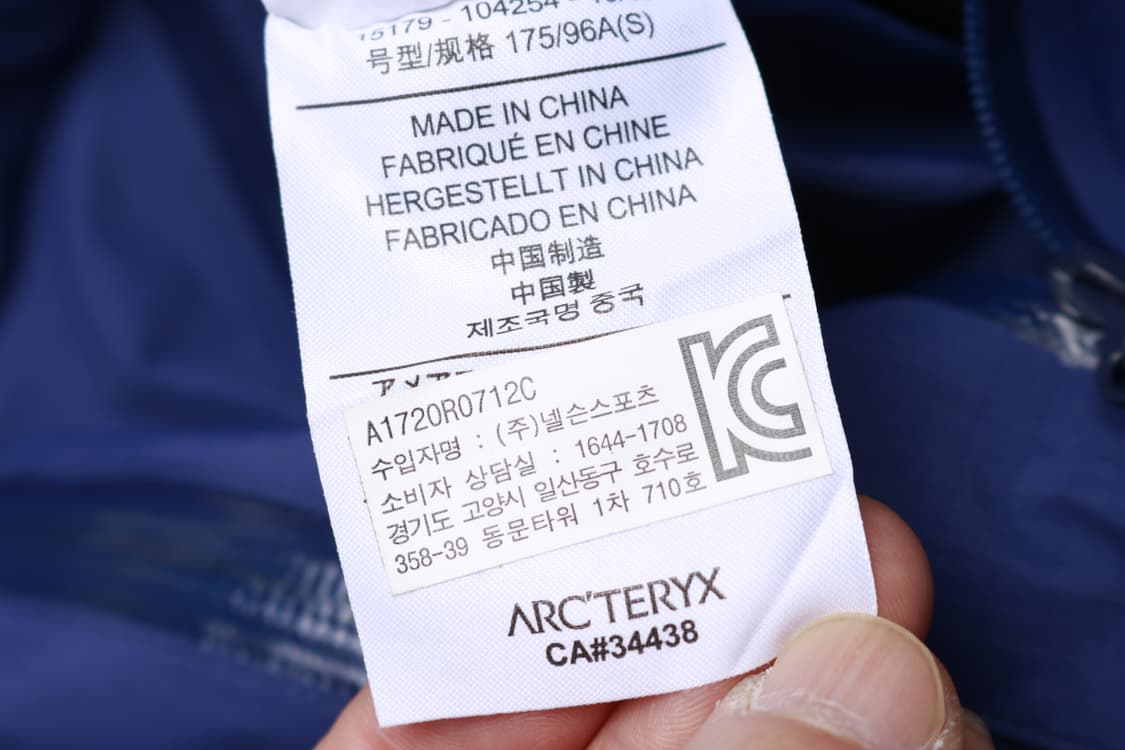 15179 - 104254
号型/规格 175/96A(S)
MADE IN CHINA
FABRIQUÉ EN CHINE
HERGESTELLT IN CHINA
FABRICADO EN CHINA
中国制造
中国製
제조국명 중국
A1720R0712C
수입자명 : (주)넬슨스포츠
소비자 상담실 : 1644-1708
경기도 고양시 일산동구 호수로
358-39 동문타워 1차 710호
KC
ARC'TERYX
CA#34438